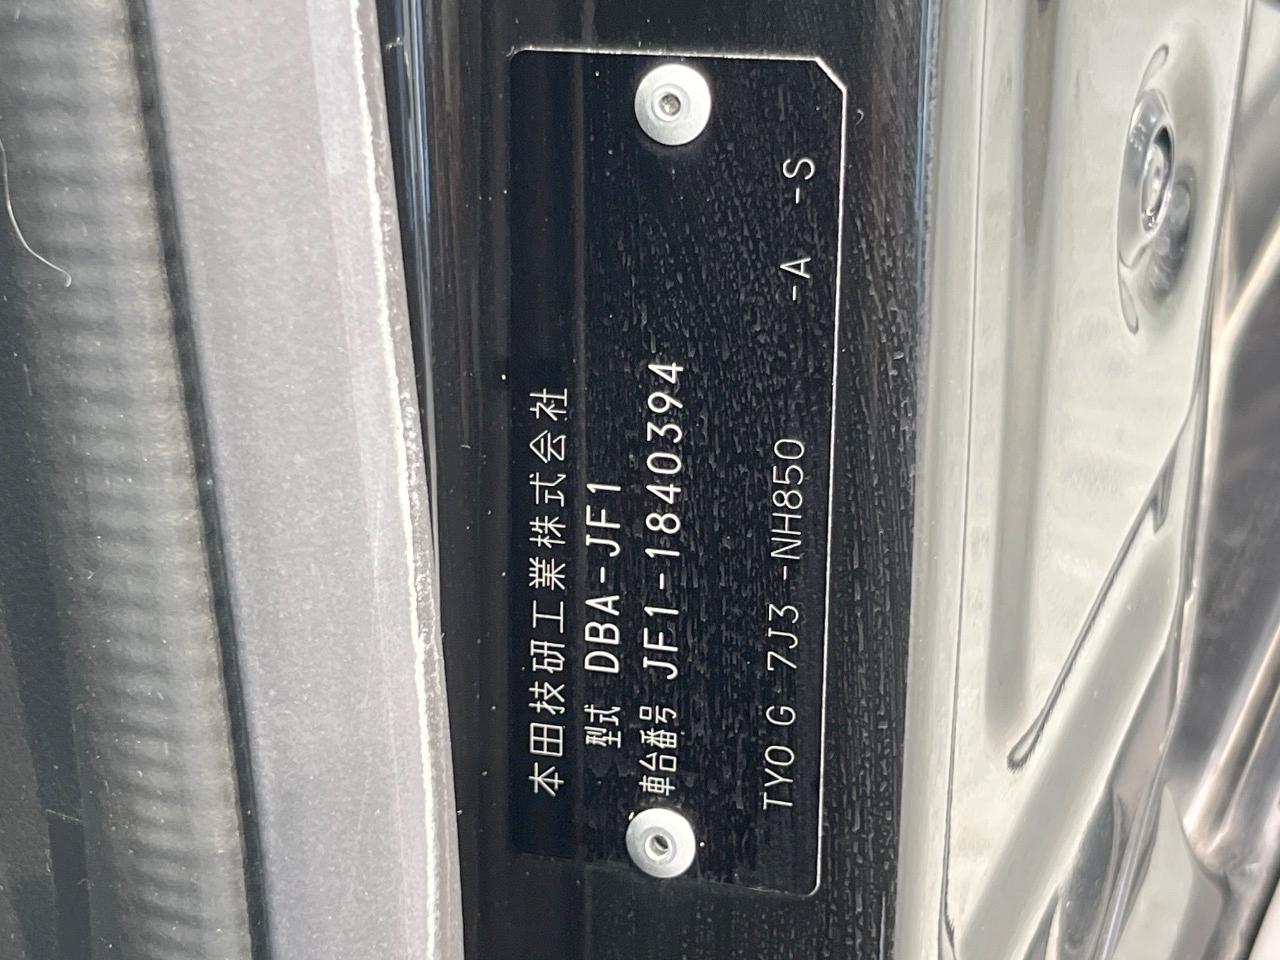 本田技研工業株式会社
型式 DBA-JF1
車台番号 JF1-1840394
TYO G 7J3 -NH850 -A -S